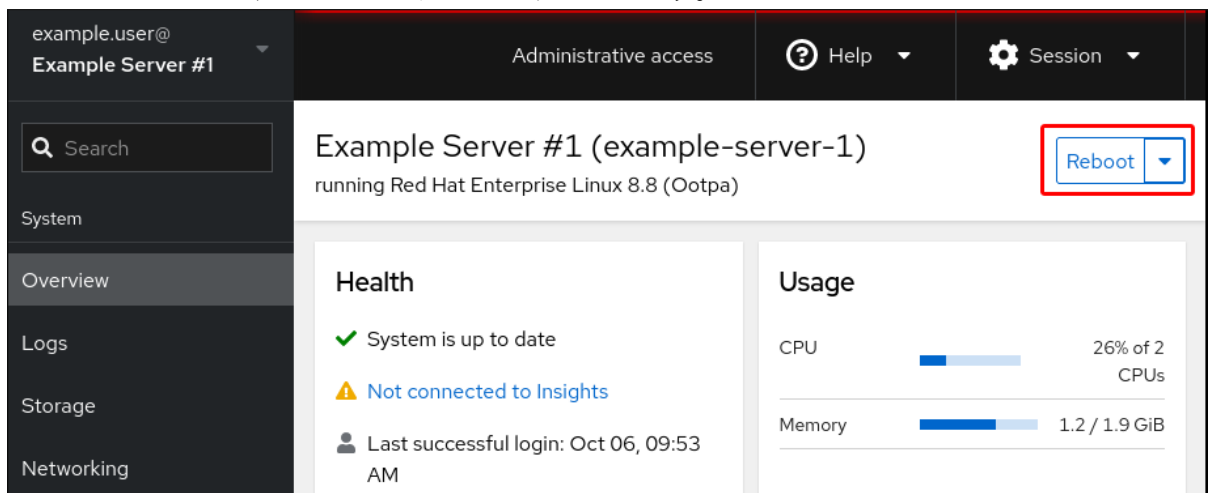 example.user@
Example Server #1
Administrative access
Help
Session
Search
Example Server #1 (example-server-1)
running Red Hat Enterprise Linux 8.8 (Ootpa)
Reboot
System
Overview
Logs
Storage
Networking
Health
System is up to date
Not connected to Insights
Last successful login: Oct 06, 09:53
AM
Usage
CPU
26% of 2
CPUs
Memory
1.2 / 1.9 GiB